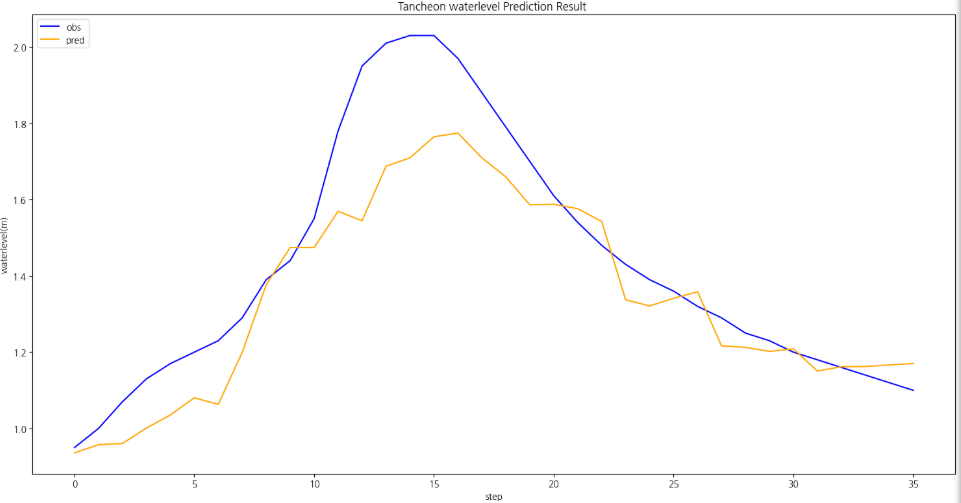 Tancheon waterlevel Prediction Result
obs
pred
2.0
1.8
1.6
1.4
1.2
1.0
waterlevel(m)
0 5 10 15 20 25 30 35
step